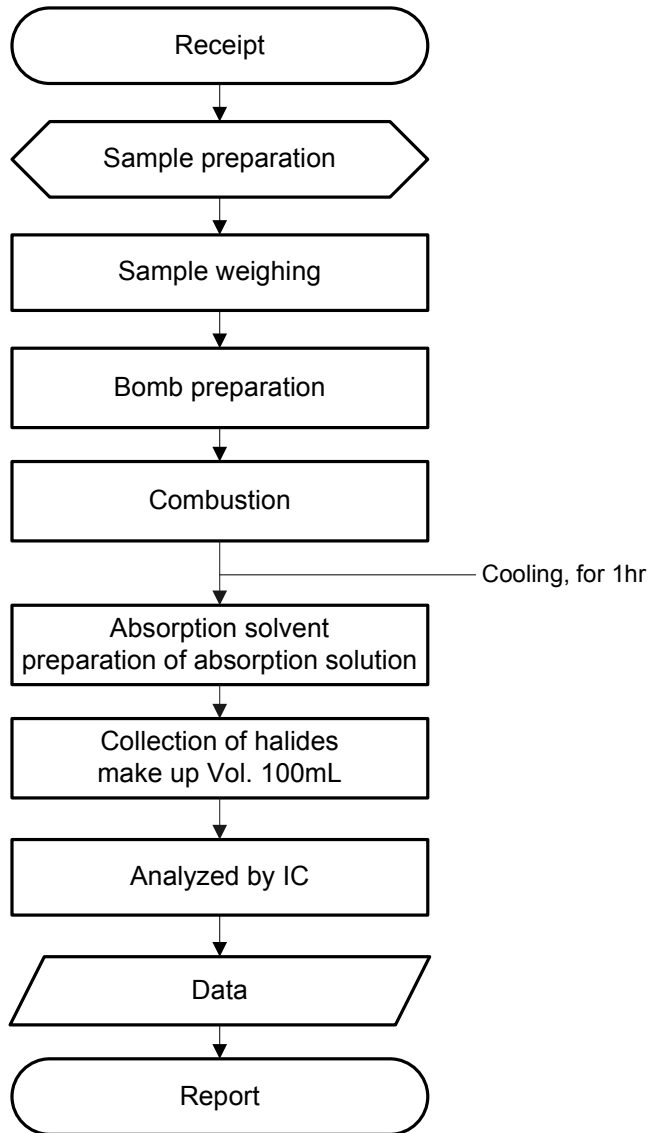 Receipt
Sample preparation
Sample weighing
Bomb preparation
Combustion
Cooling, for 1hr
Absorption solvent
preparation of absorption solution
Collection of halides
make up Vol. 100mL
Analyzed by IC
Data
Report